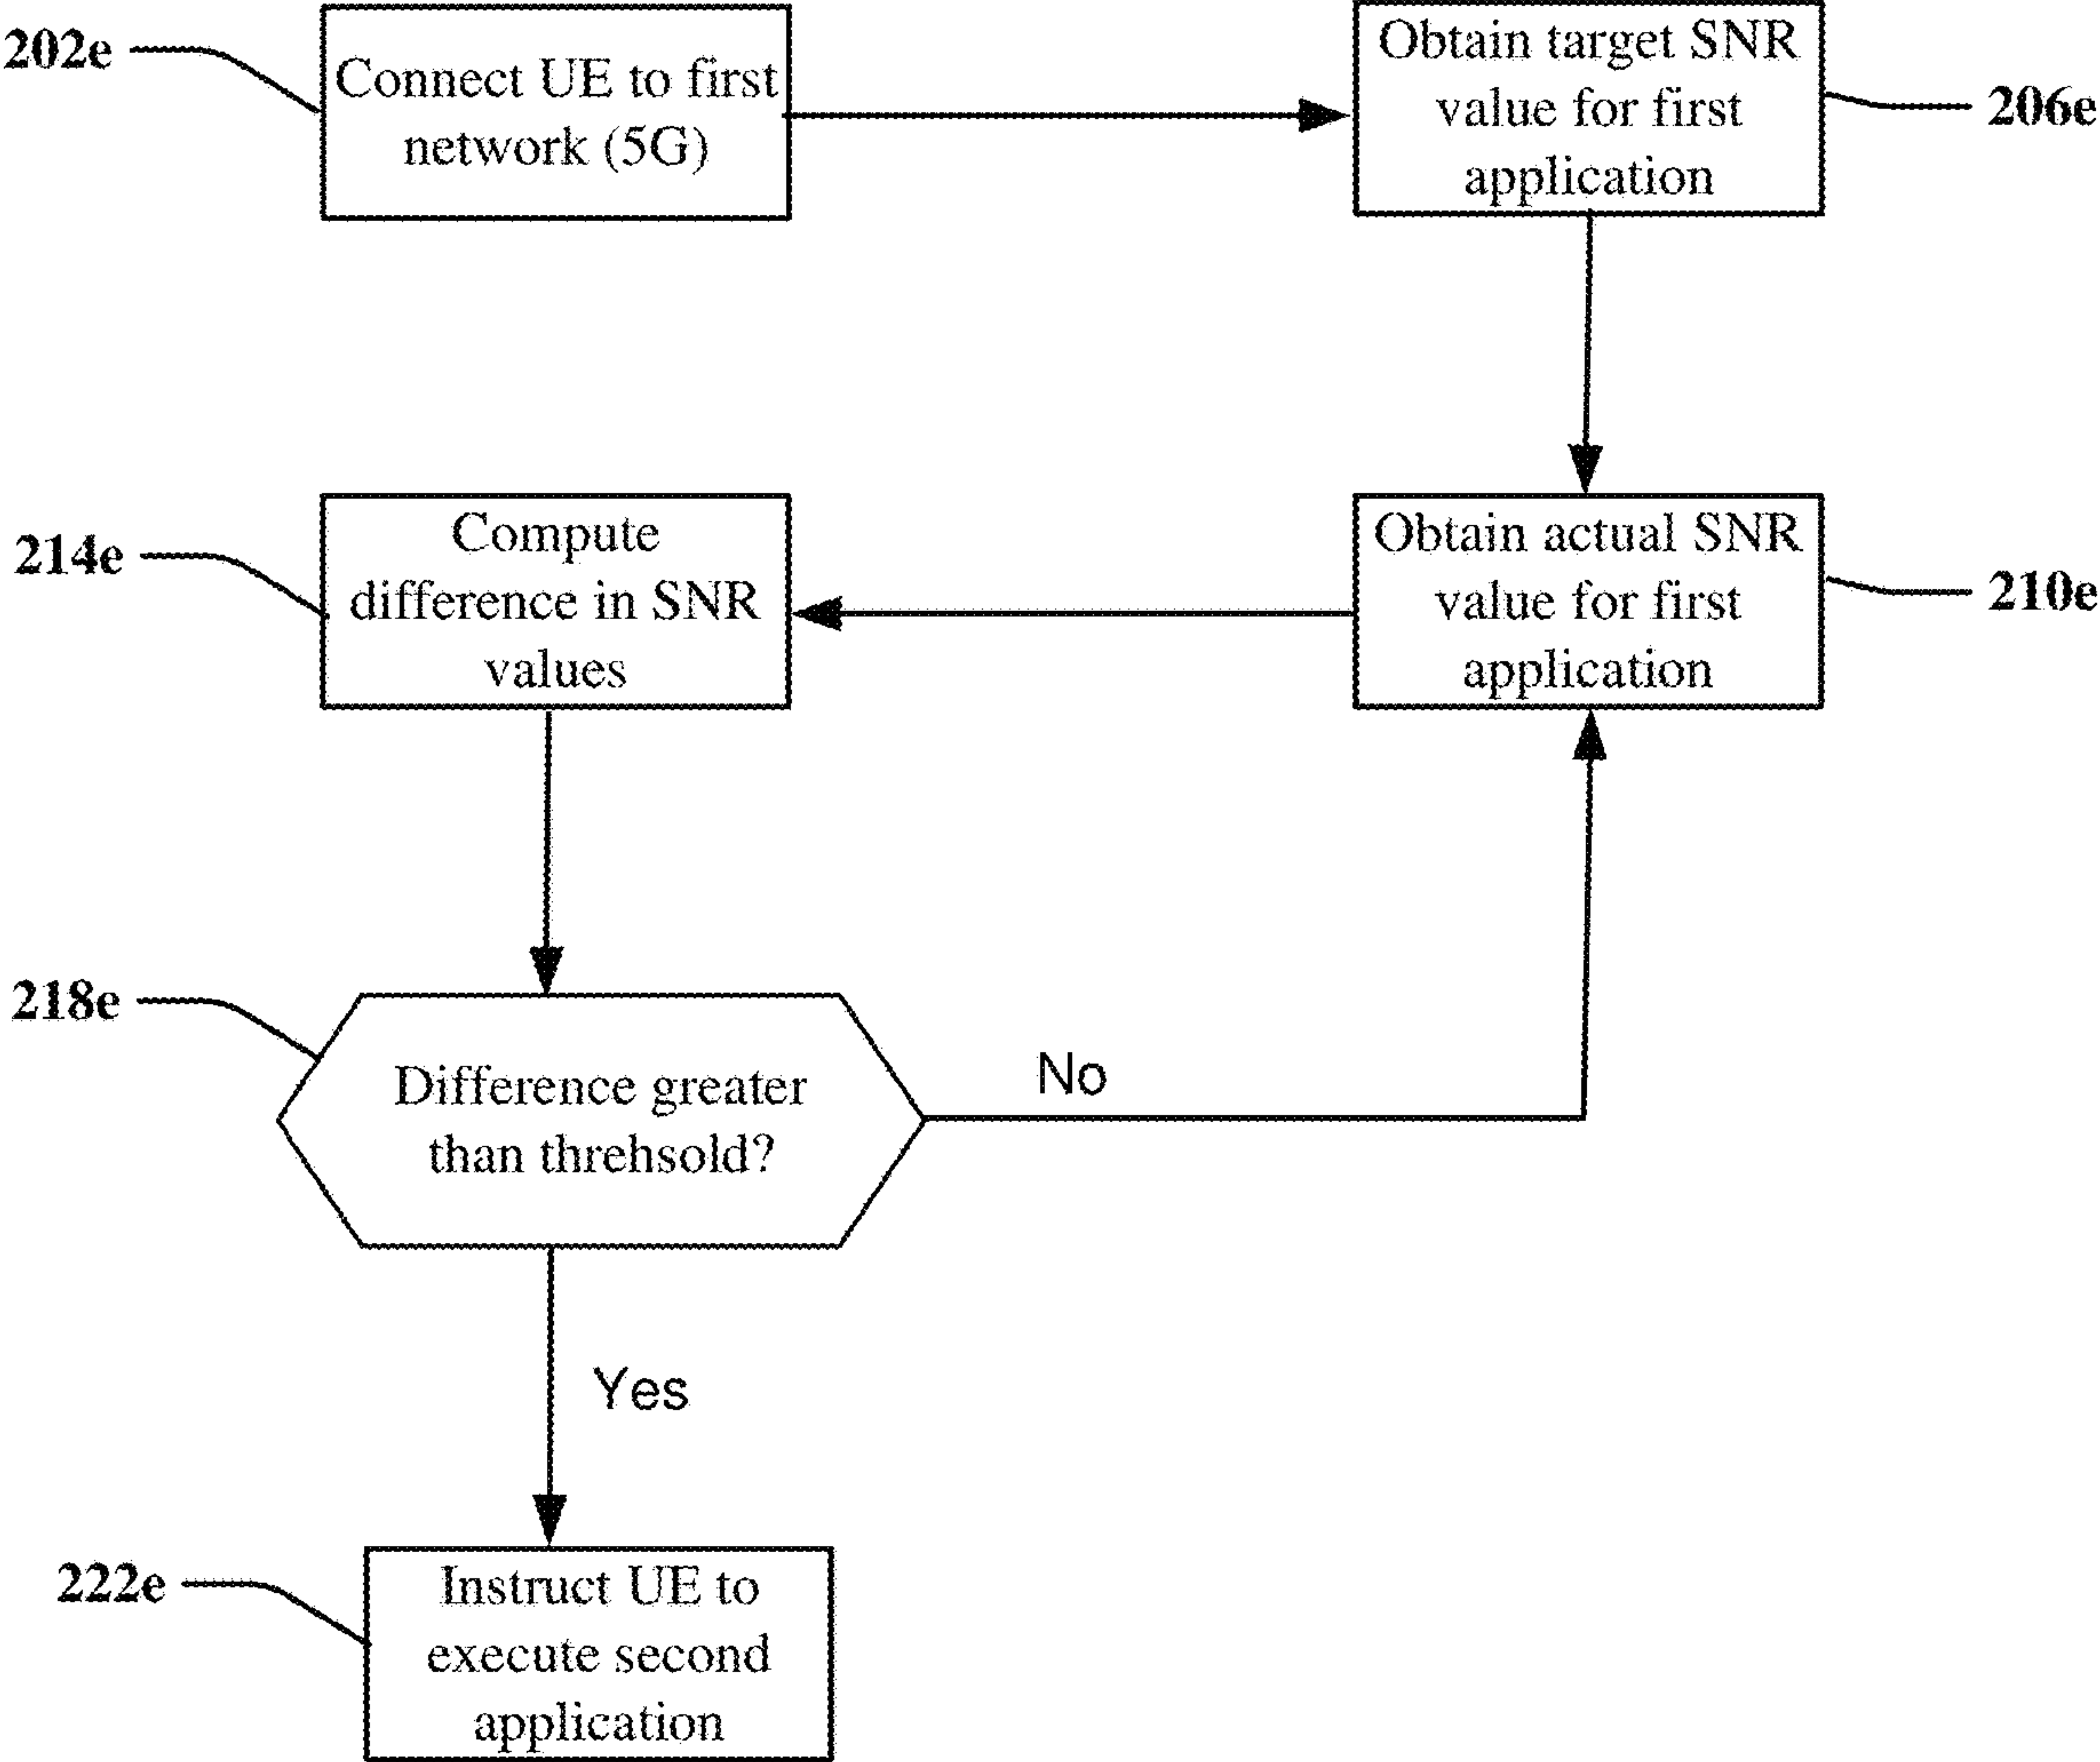 202e
Connect UE to first
network (5G)
Obtain target SNR
value for first
application
206e
214e
Compute
difference in SNR
values
Obtain actual SNR
value for first
application
210e
218e
Difference greater
than threhsold?
No
Yes
222e
Instruct UE to
execute second
application